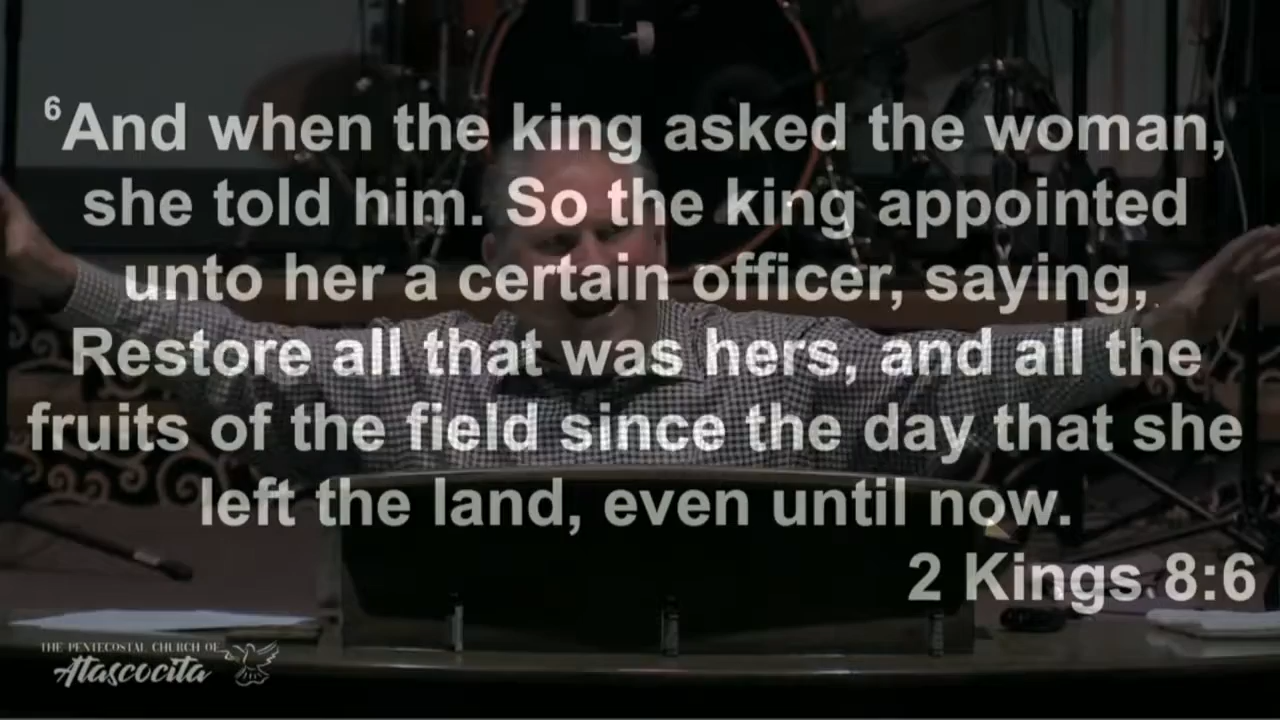 6And when the king asked the woman,
she told him. So the king appointed
unto her a certain officer, saying,
Restore all that was hers, and all the
fruits of the field since the day that she
left the land, even until now.
2 Kings 8:6
THE PENTECOSTAL CHURCH OF
Atascocita